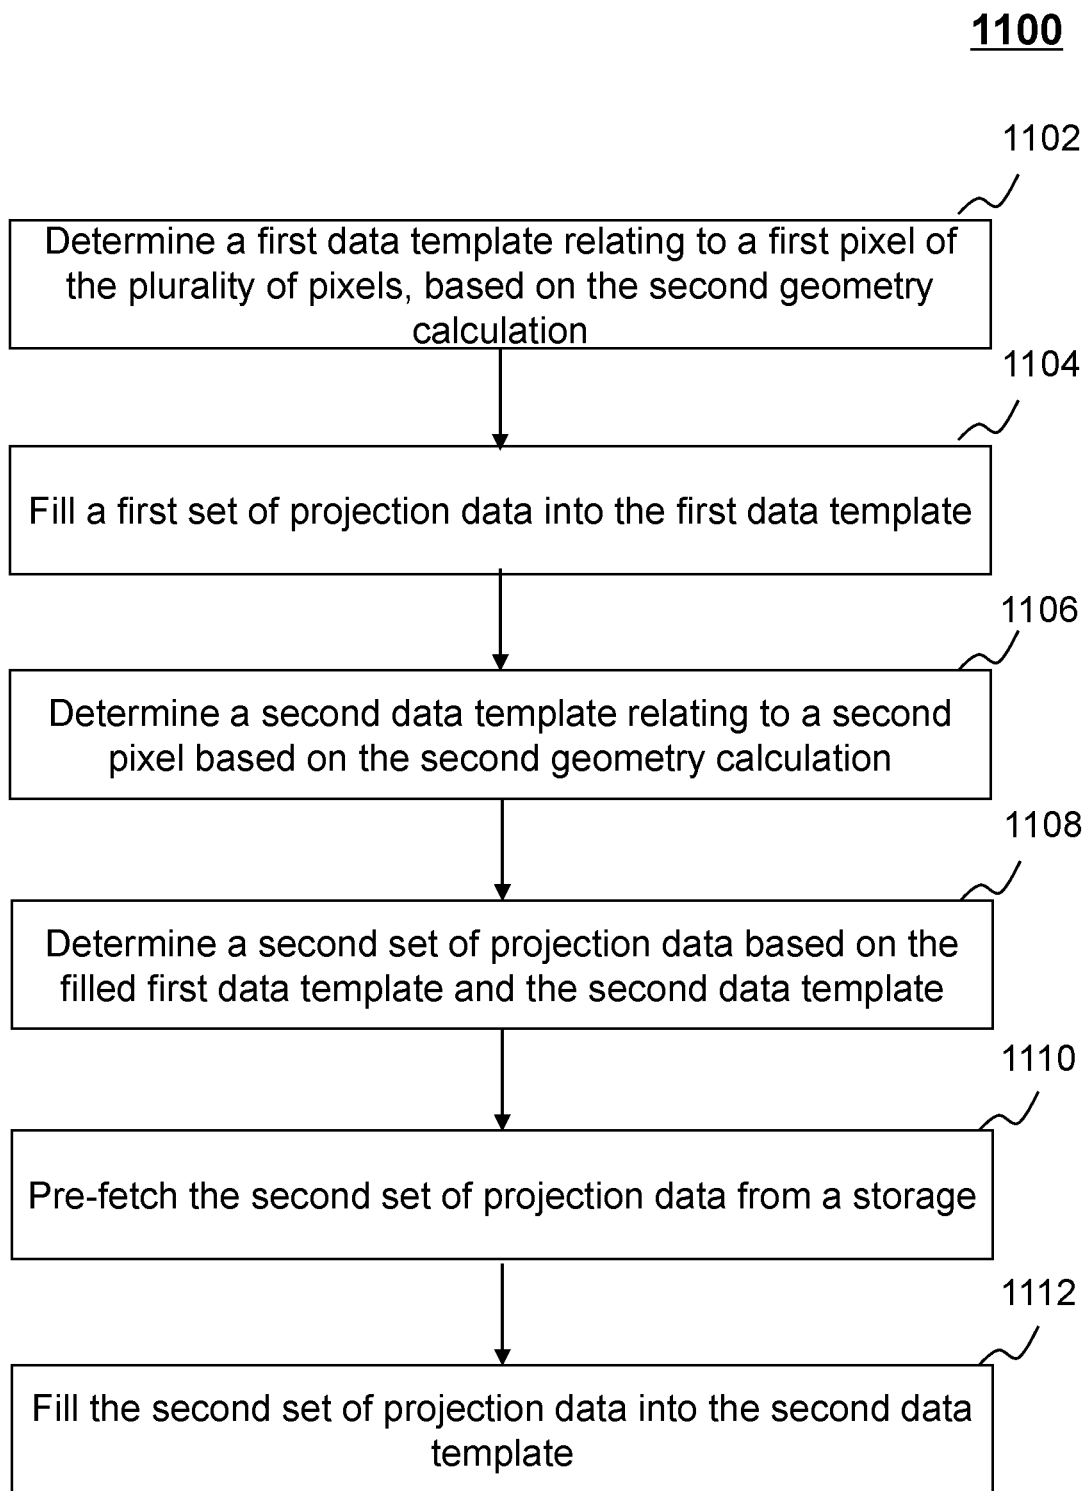 1100
1102
Determine a first data template relating to a first pixel of
the plurality of pixels, based on the second geometry
calculation
1104
Fill a first set of projection data into the first data template
1106
Determine a second data template relating to a second
pixel based on the second geometry calculation
1108
Determine a second set of projection data based on the
filled first data template and the second data template
1110
Pre-fetch the second set of projection data from a storage
1112
Fill the second set of projection data into the second data
template